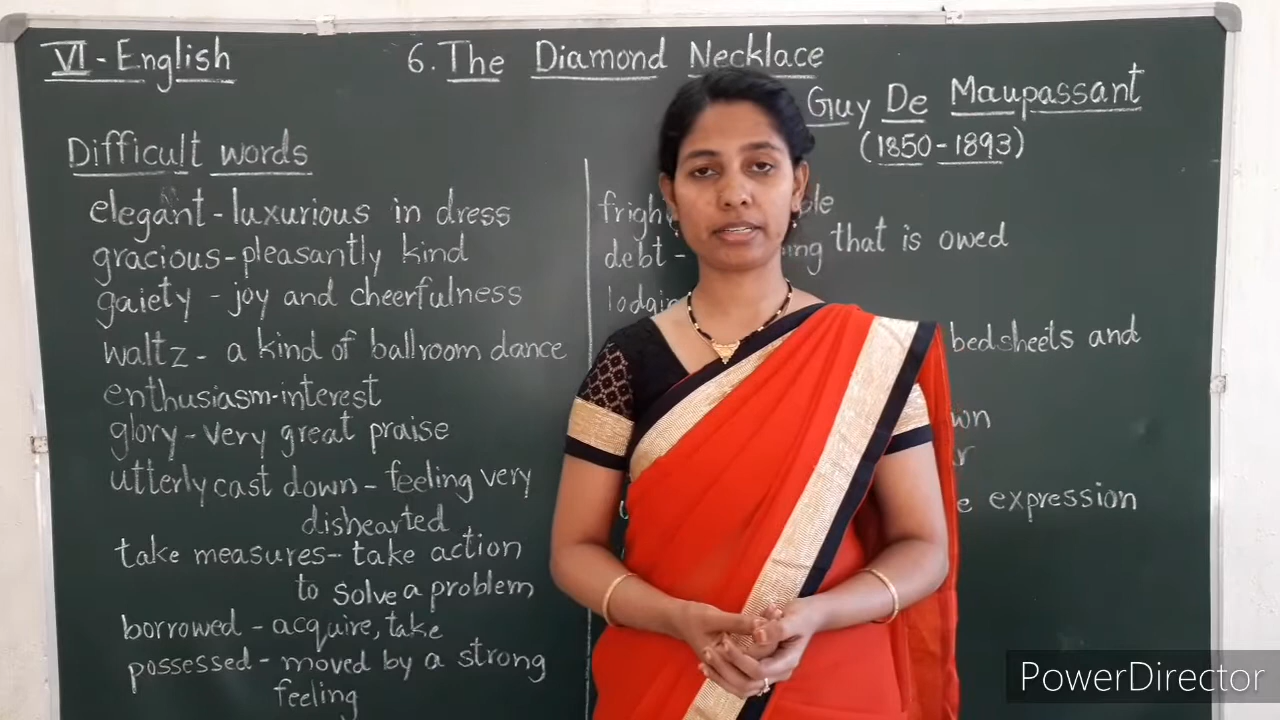 VI - English
6. The Diamond Necklace
Guy De Maupassant
(1850-1893)
Difficult words
elegant - luxurious in dress
gracious - pleasantly kind
gaiety - joy and cheerfulness
waltz - a kind of ballroom dance
enthusiasm - interest
glory - very great praise
utterly cast down - feeling very
dishearted
take measures - take action
to solve a problem
borrowed - acquire, take
possessed - moved by a strong
feeling
debt - that is owed
bedsheets and
expression
PowerDirector